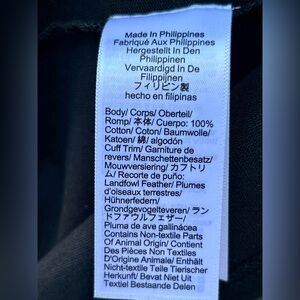 Made In Philippines
Fabriqué Aux Philippines
Hergestellt In Den
Philippinen
Vervaardigd In De
Filippijnen
フィリピン製
hecho en filipinas
Body/ Corps/ Oberteil/
Romp/ 本体/ Cuerpo: 100%
Cotton/ Coton/ Baumwolle/
Katoen/ 綿/ algodón
Cuff Trim/ Garniture de
revers/ Manschettenbesatz/
Mouwversiering/ カフトリ
ム/ Recorte de puño:
Landfowl Feather/ Plumes
d'oiseaux terrestres/
Hühnerfedern/
Grondgevogelteveren/ ラン
ドファウルフェザー/
Pluma de ave gallinácea
Contains Non-textile Parts
Of Animal Origin/ Contient
Des Pièces Non Textiles
D'Origine Animale/ Enthält
Nicht-textile Teile Tierischer
Herkunft/ Bevat Niet Uit
Textiel Bestaande Delen